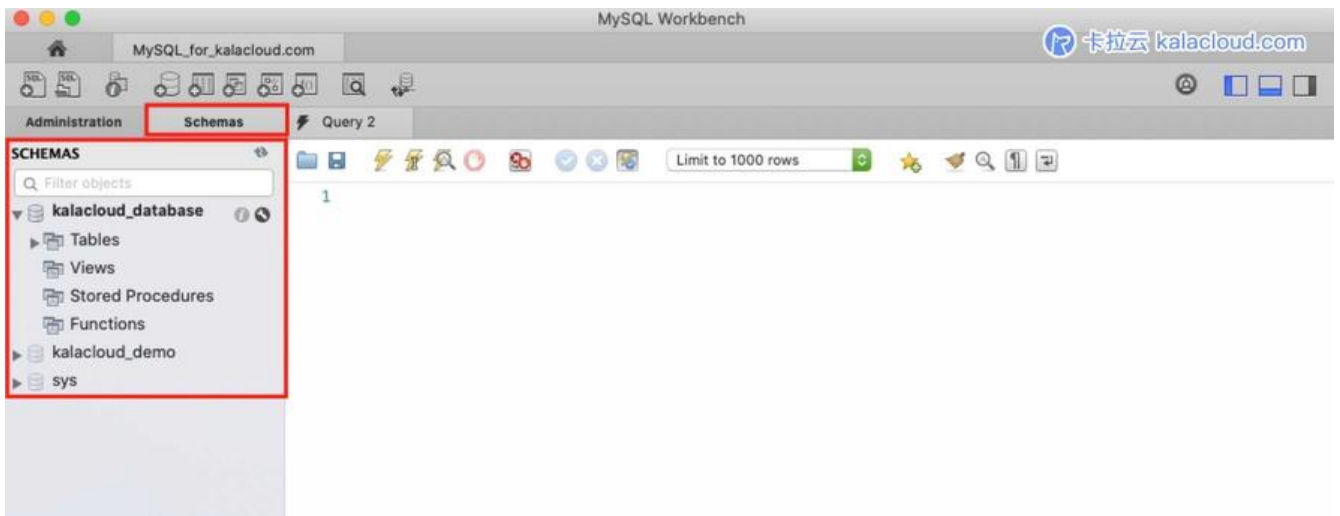 MySQL Workbench
MySQL_for_kalacloud.com
卡拉云 kalacloud.com
Administration
Schemas
Query 2
SCHEMAS
Filter objects
Limit to 1000 rows
1
kalacloud_database
Tables
Views
Stored Procedures
Functions
kalacloud_demo
sys